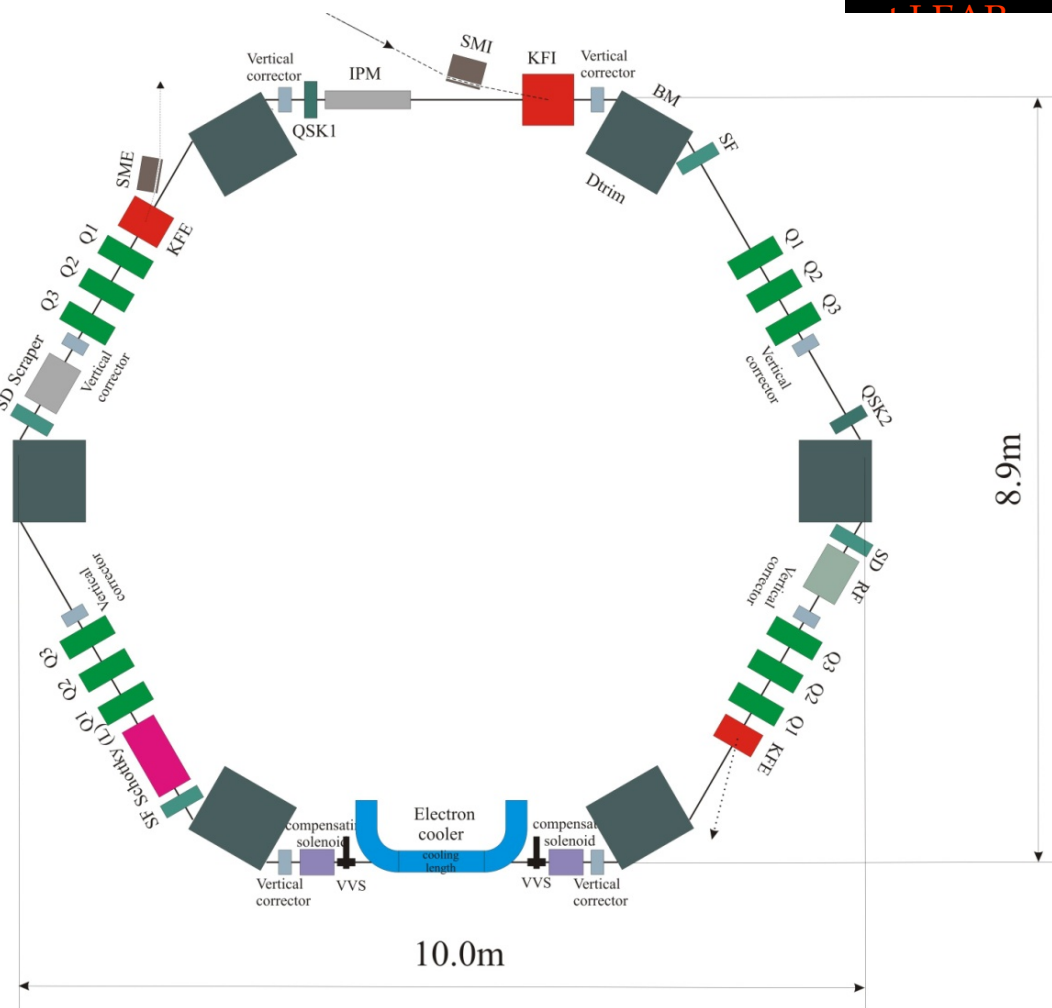 t LEAR
SMI
Vertical
corrector
IPM
KFI
Vertical
corrector
BM
QSK1
SF
SME
Dtrim
KFE
Q1
Q2
Q3
Q1
Q2
Q3
SD Scraper
Vertical
corrector
Vertical
corrector
QSK2
8.9m
SD
RF
Vertical
corrector
Vertical
corrector
Q3
Q2
Q1
Q3
Q2
Q1
KFE
SF Schottky (L)
Electron
cooler
cooling
length
solenoid
solenoid
VVS
VVS
Vertical
corrector
Vertical
corrector
10.0m